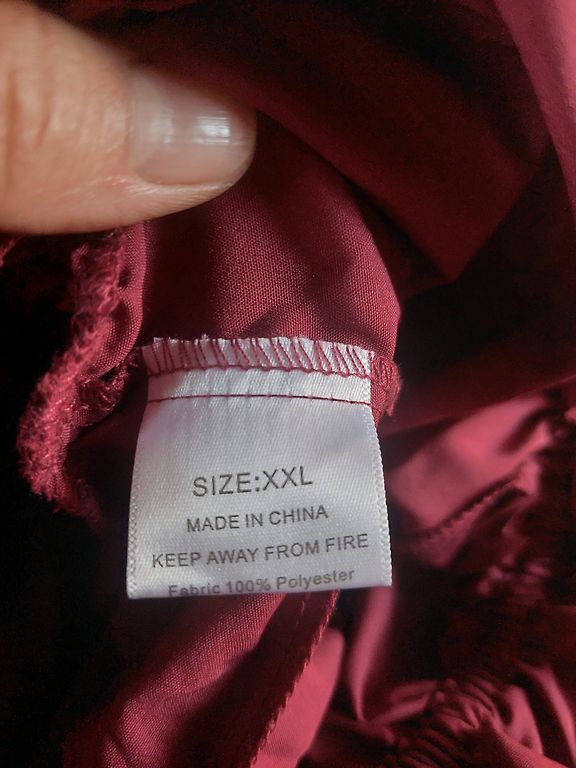 SIZE:XXL
MADE IN CHINA
KEEP AWAY FROM FIRE
Fabric 100% Polyester